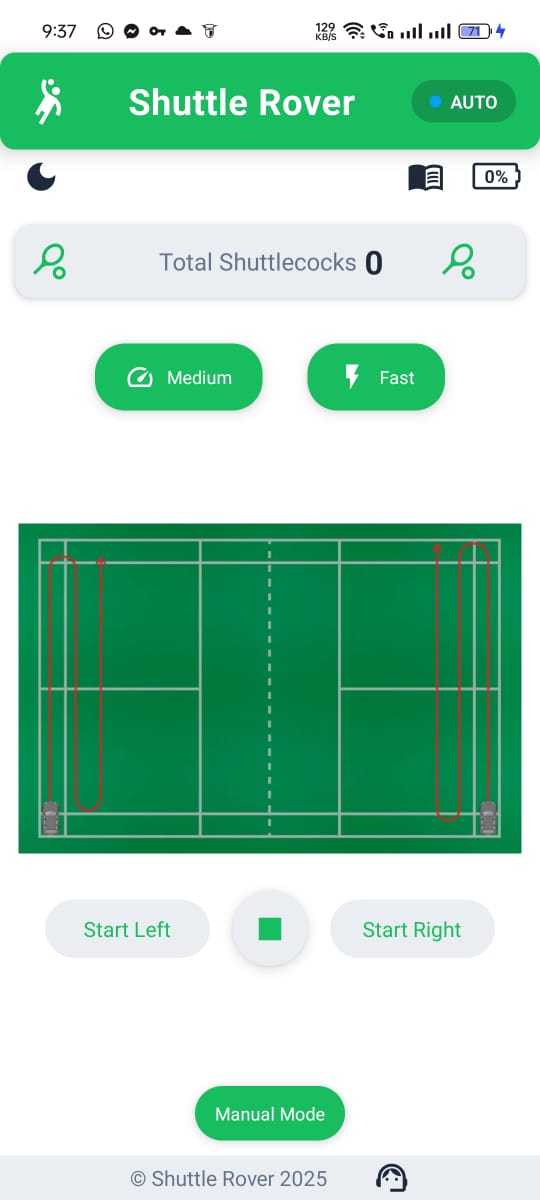 9:37 129 KB/S 71
Shuttle Rover AUTO
0%
Total Shuttlecocks 0
Medium Fast
Start Left Start Right
Manual Mode
© Shuttle Rover 2025